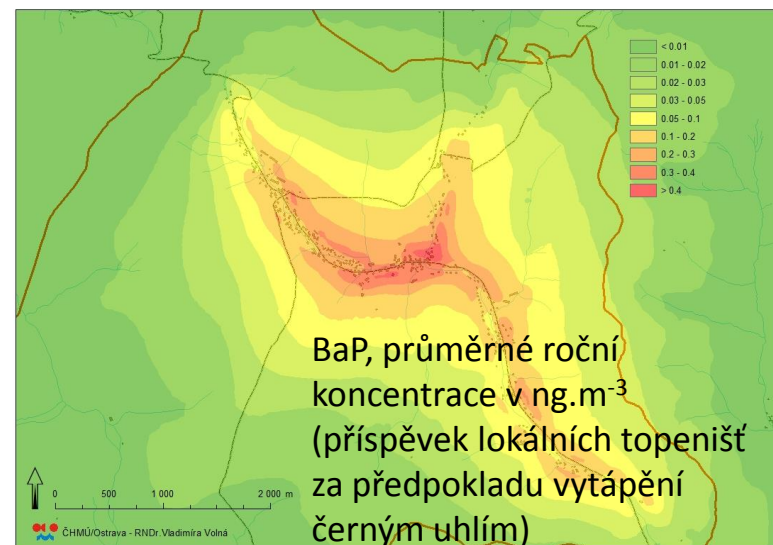 < 0.01
0.01 - 0.02
0.02 - 0.03
0.03 - 0.05
0.05 - 0.1
0.1 - 0.2
0.2 - 0.3
0.3 - 0.4
> 0.4
BaP, průměrné roční
koncentrace v ng.m⁻³
(příspěvek lokálních topenišť
za předpokladu vytápění
černým uhlím)
0 500 1 000 2 000 m
ČHMÚ/Ostrava - RNDr.Vladimíra Volná